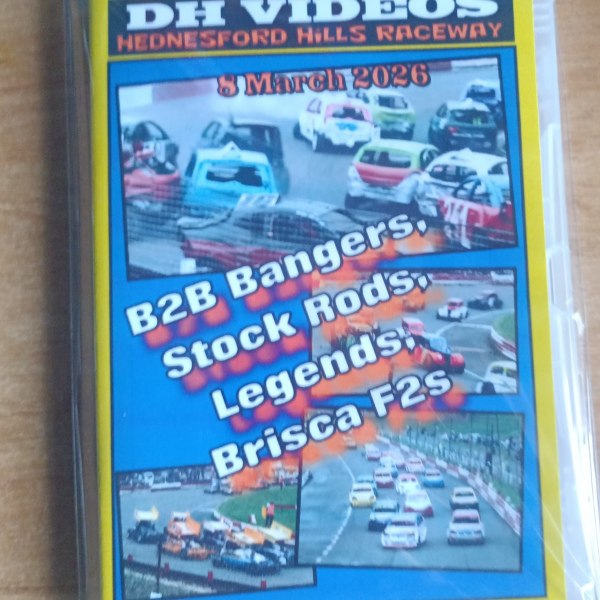 DH VIDEOS
HEDNESFORD HILLS RACEWAY
8 March 2026
B2B Bangers,
Stock Rods,
Legends,
Brisca F2s